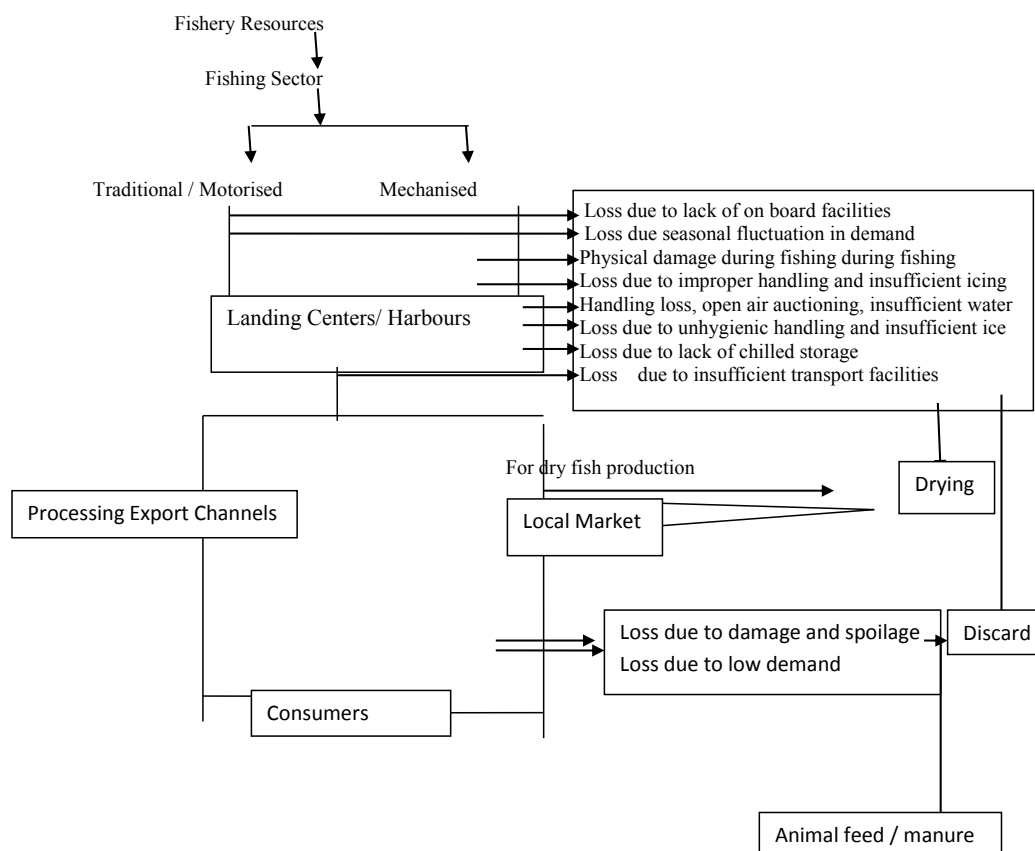 Fishery Resources
Fishing Sector
Traditional / Motorised
Mechanised
Loss due to lack of on board facilities
Loss due seasonal fluctuation in demand
Physical damage during fishing during fishing
Loss due to improper handling and insufficient icing
Handling loss, open air auctioning, insufficient water
Loss due to unhygienic handling and insufficient ice
Loss due to lack of chilled storage
Loss due to insufficient transport facilities
Landing Centers/ Harbours
For dry fish production
Drying
Processing Export Channels
Local Market
Loss due to damage and spoilage
Loss due to low demand
Discard
Consumers
Animal feed / manure